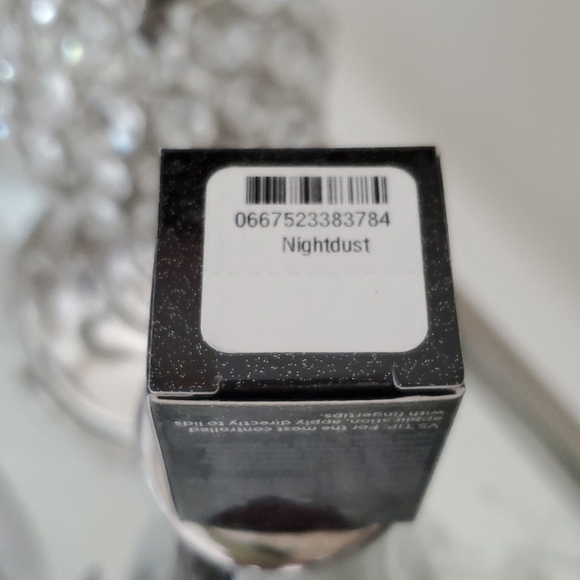 0667523383784
Nightdust
VS TIP: For the most controlled
application, apply directly to lids
with fingertips.